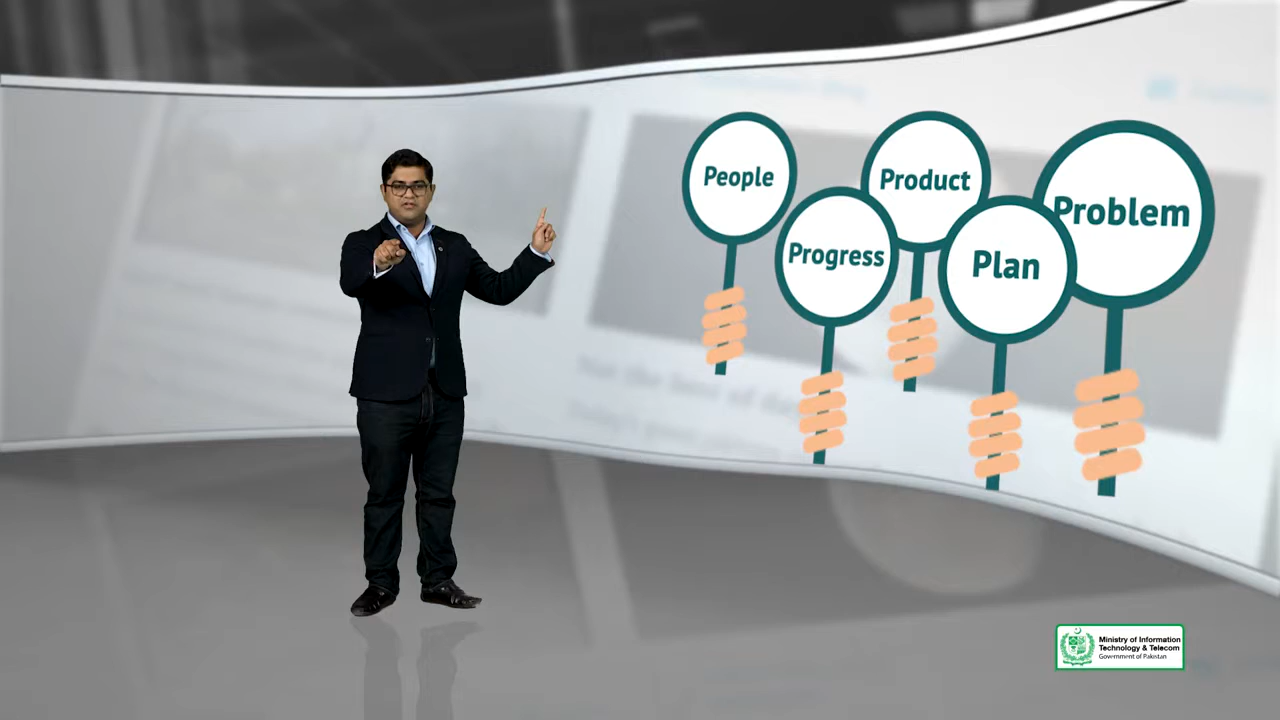 People
Progress
Product
Plan
Problem
Ministry of Information
Technology & Telecom
Government of Pakistan